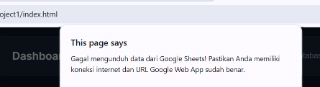 oject1/index.html
Dashboar
This page says
Gagal mengunduh data dari Google Sheets! Pastikan Anda memiliki
koneksi internet dan URL Google Web App sudah benar.